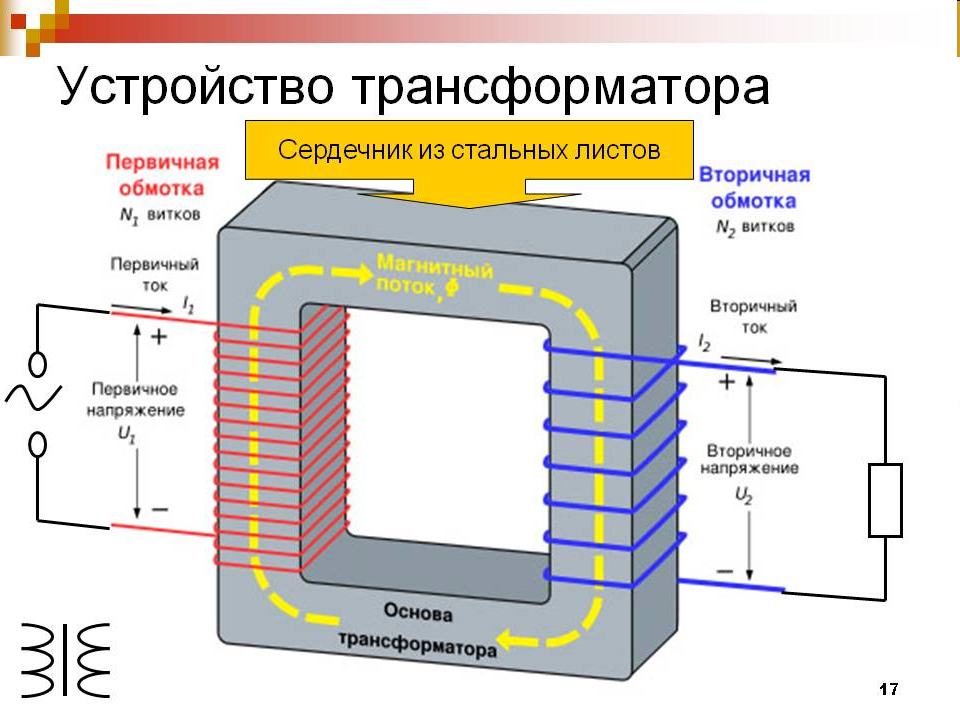 Устройство трансформатора
Сердечник из стальных листов
Первичная
обмотка
N1 витков
Вторичная
обмотка
N2 витков
Первичный
ток
I1
Магнитный
поток, Ф
Вторичный
ток
I2
+
Первичное
напряжение
U1
−
+
Вторичное
напряжение
U2
−
Основа
трансформатора
17